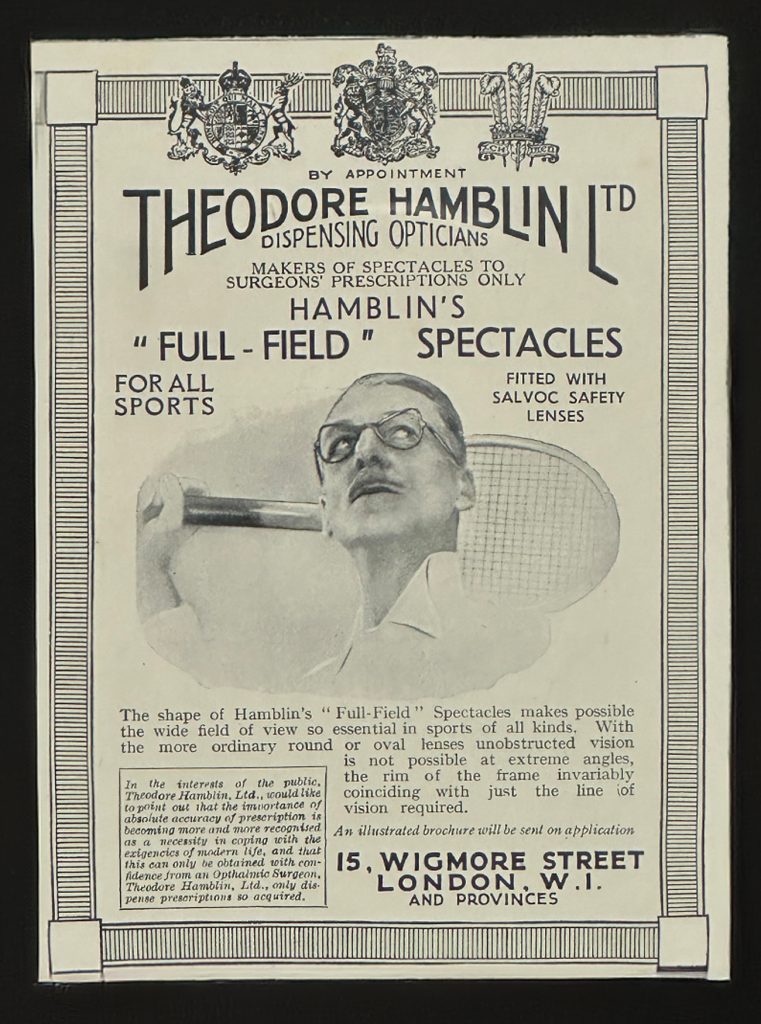 BY APPOINTMENT
THEODORE HAMBLIN LTD
DISPENSING OPTICIANS
MAKERS OF SPECTACLES TO
SURGEONS' PRESCRIPTIONS ONLY
HAMBLIN'S
"FULL-FIELD" SPECTACLES
FOR ALL
SPORTS
FITTED WITH
SALVOC SAFETY
LENSES
The shape of Hamblin's "Full-Field" Spectacles makes possible
the wide field of view so essential in sports of all kinds. With
the more ordinary round or oval lenses unobstructed vision
is not possible at extreme angles,
the rim of the frame invariably
coinciding with just the line of
vision required.
An illustrated brochure will be sent on application
In the interests of the public,
Theodore Hamblin, Ltd., would like
to point out that the importance of
absolute accuracy of prescription is
becoming more and more recognised
as a necessity in coping with the
exigencies of modern life, and that
this can only be obtained with con-
fidence from an Opthalmic Surgeon,
Theodore Hamblin, Ltd., only dis-
pense prescriptions so acquired.
15, WIGMORE STREET
LONDON, W.1.
AND PROVINCES